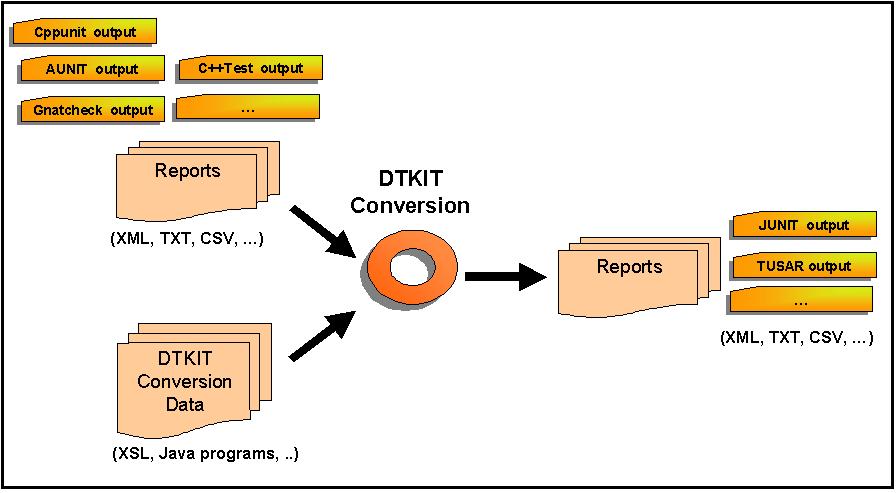 Cppunit output
AUNIT output
C++Test output
Gnatcheck output
...
Reports
(XML, TXT, CSV, ...)
DTKIT
Conversion
DTKIT
Conversion
Data
(XSL, Java programs, ..)
Reports
JUNIT output
TUSAR output
...
(XML, TXT, CSV, ...)